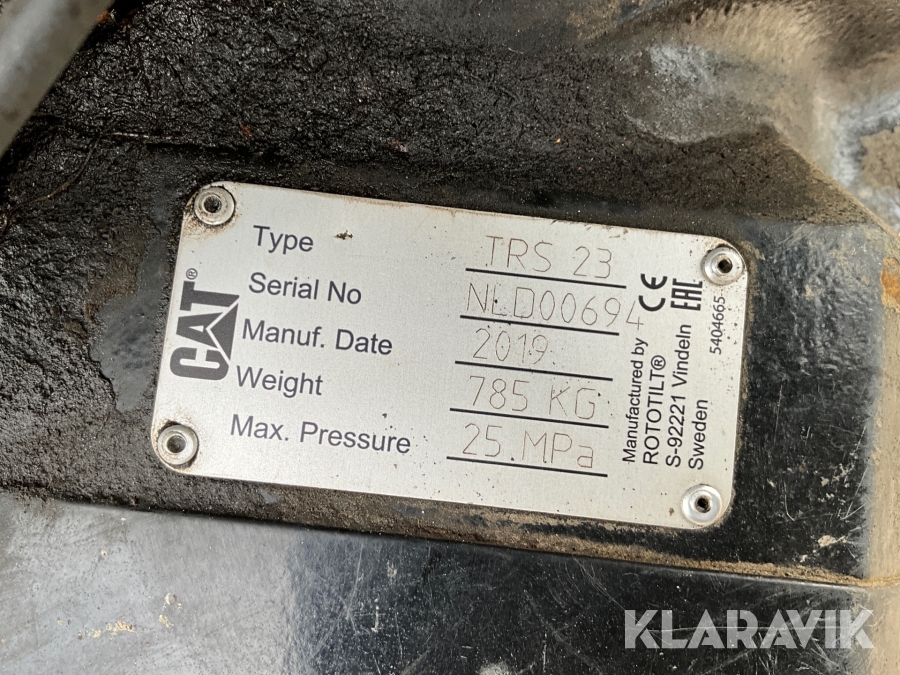 CAT®
Type TRS 23
Serial No NLD00694
Manuf. Date 2019
Weight 785 KG
Max. Pressure 25 MPa
Manufactured by
ROTOTILT®
S-92221 Vindeln
Sweden
CE EAC
5404665
KLARAVIK